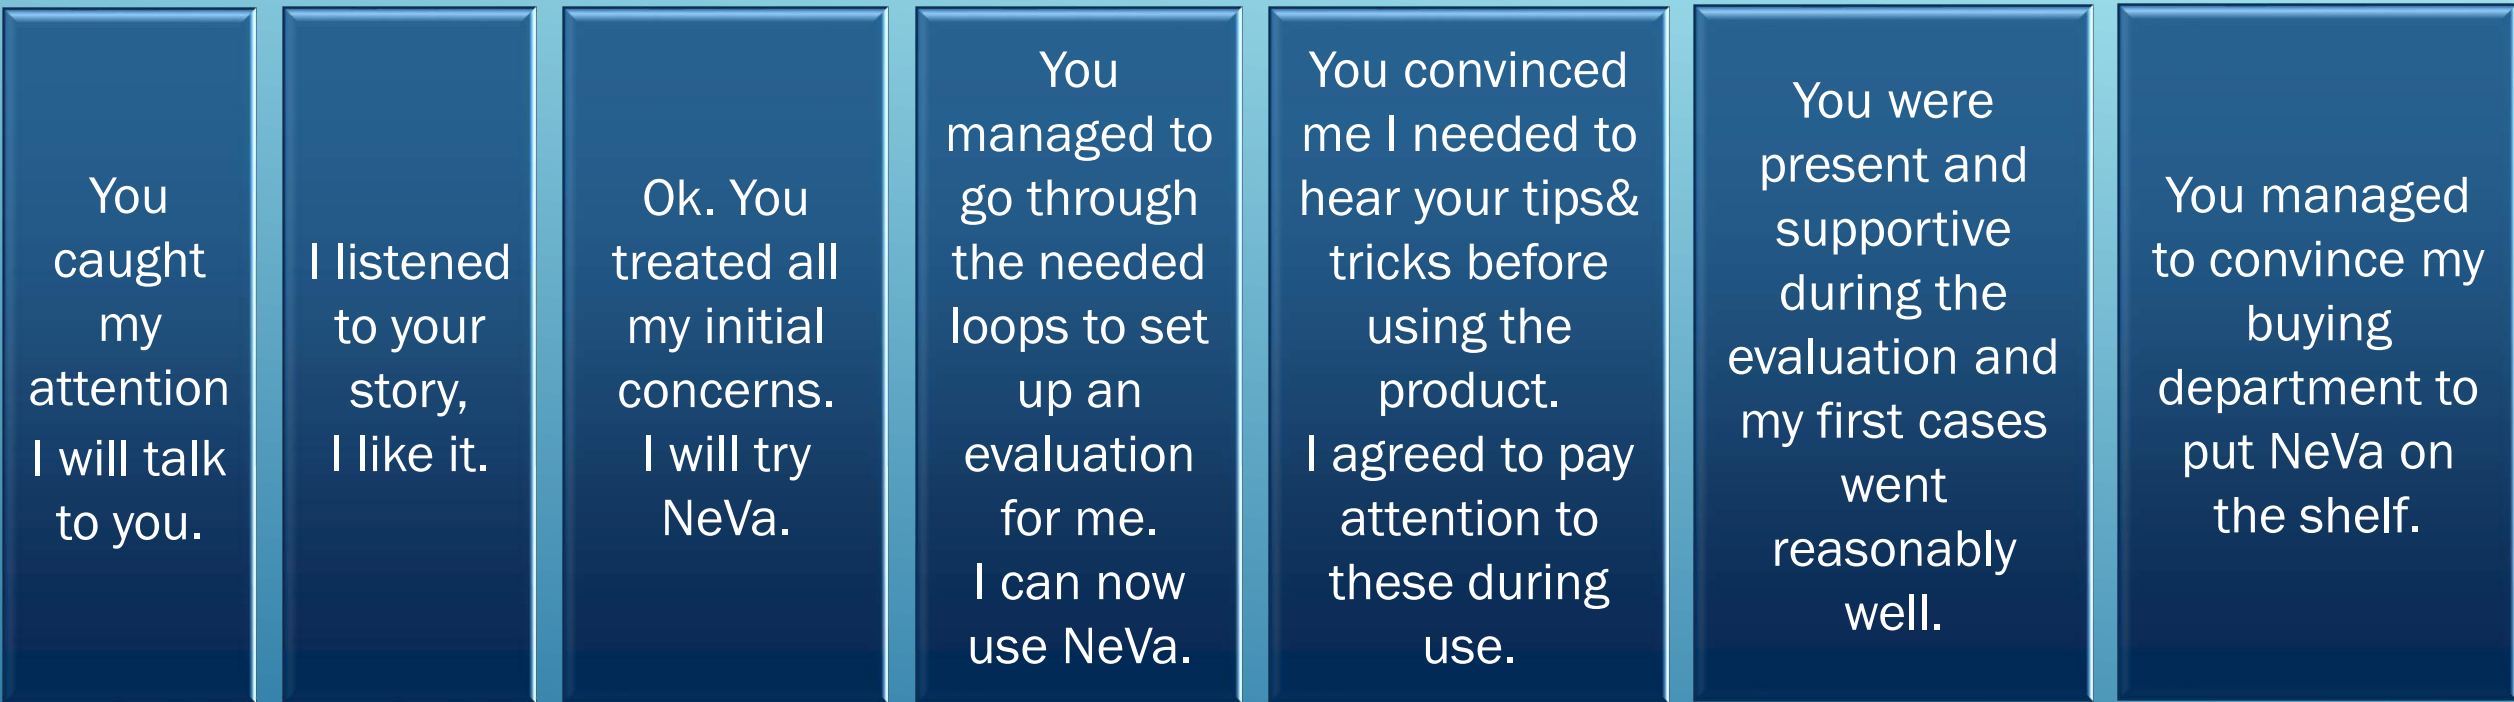 You
caught
my
attention
I will talk
to you.
I listened
to your
story,
I like it.
Ok. You
treated all
my initial
concerns.
I will try
NeVa.
You
managed to
go through
the needed
loops to set
up an
evaluation
for me.
I can now
use NeVa.
You convinced
me I needed to
hear your tips&
tricks before
using the
product.
I agreed to pay
attention to
these during
use.
You were
present and
supportive
during the
evaluation and
my first cases
went
reasonably
well.
You managed
to convince my
buying
department to
put NeVa on
the shelf.